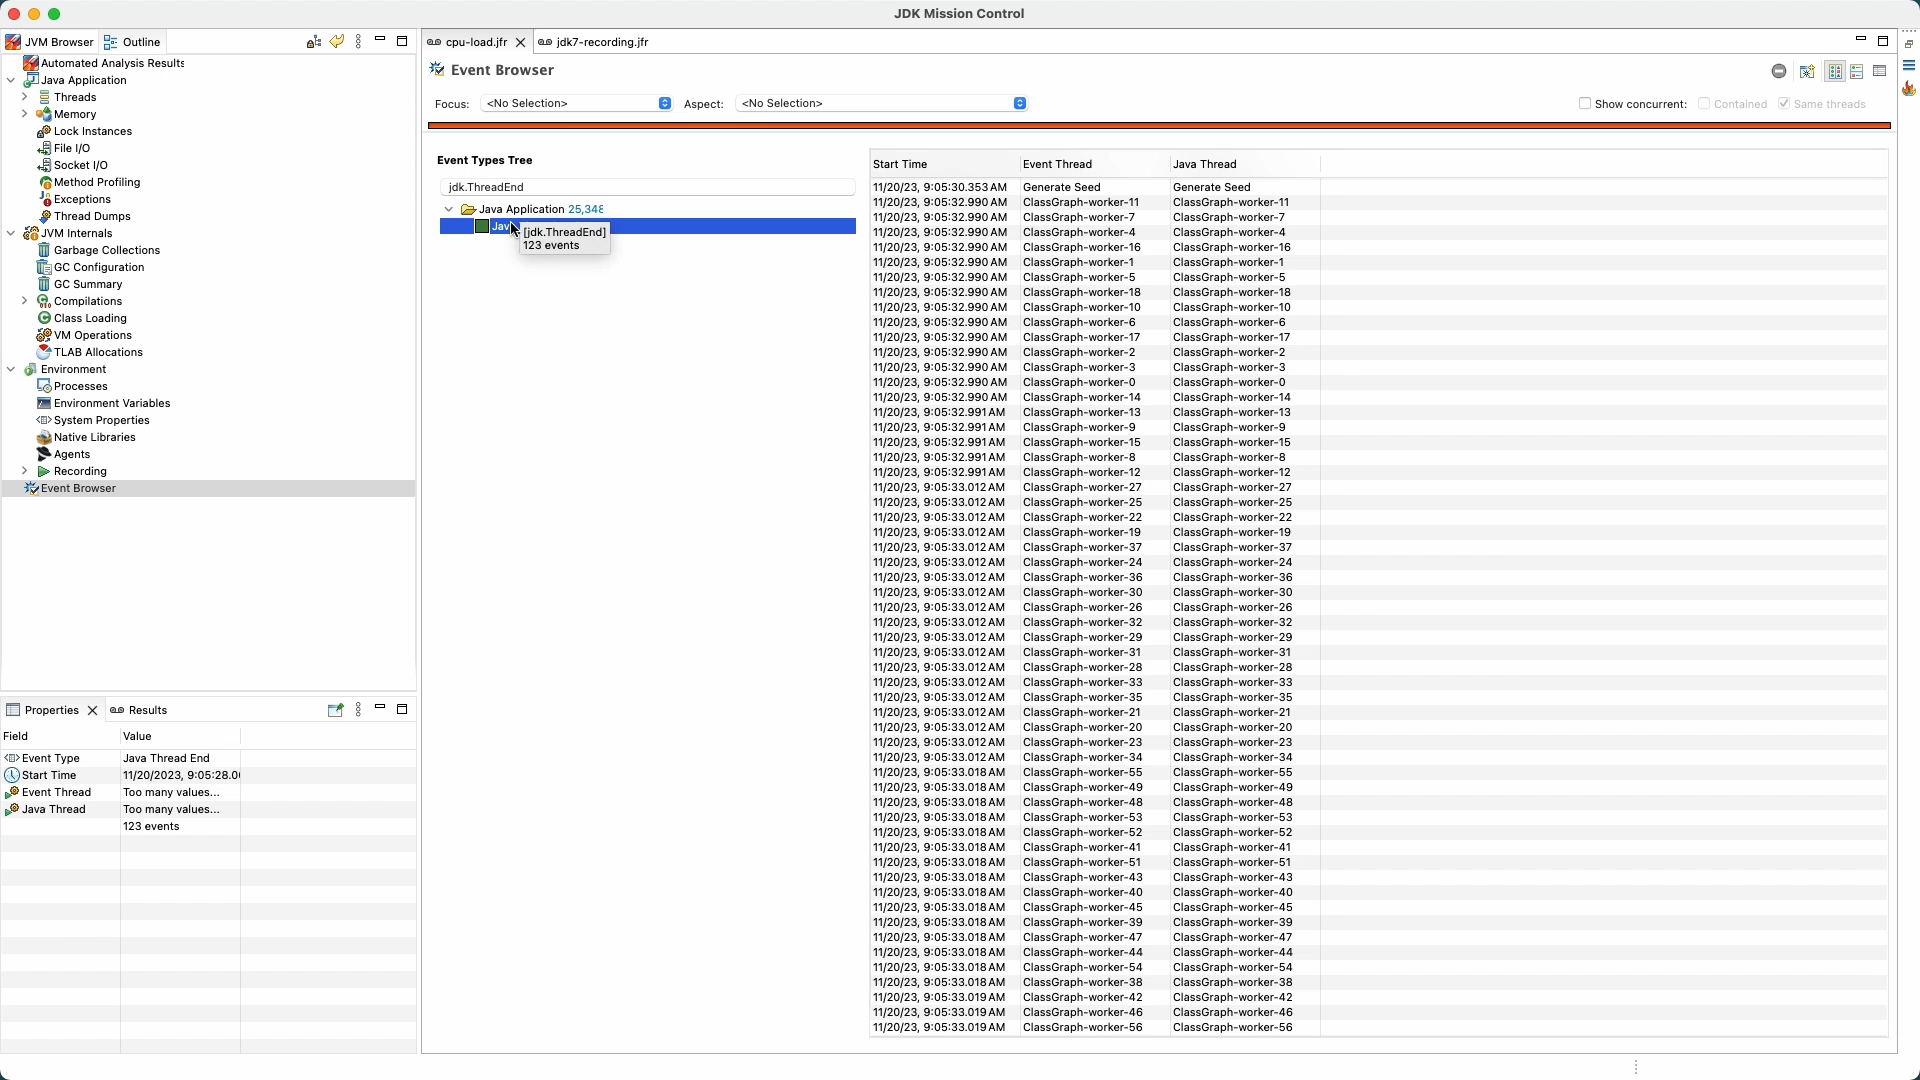 JDK Mission Control
JVM Browser
Outline
Automated Analysis Results
Java Application
Threads
Memory
Lock Instances
File I/O
Socket I/O
Method Profiling
Exceptions
Thread Dumps
JVM Internals
Garbage Collections
GC Configuration
GC Summary
Compilations
Class Loading
VM Operations
TLAB Allocations
Environment
Processes
Environment Variables
System Properties
Native Libraries
Agents
Recording
Event Browser
Properties
Results
Field Value
Event Type Java Thread End
Start Time 11/20/2023, 9:05:28.0
Event Thread Too many values...
Java Thread Too many values...
123 events
cpu-load.jfr
jdk7-recording.jfr
Event Browser
Focus: <No Selection> Aspect: <No Selection>
Show concurrent: Contained Same threads
Event Types Tree
jdk.ThreadEnd
Java Application 25,348
Jav
[jdk.ThreadEnd]
123 events
Start Time Event Thread Java Thread
11/20/23, 9:05:30.353 AM Generate Seed Generate Seed
11/20/23, 9:05:32.990 AM ClassGraph-worker-11 ClassGraph-worker-11
11/20/23, 9:05:32.990 AM ClassGraph-worker-7 ClassGraph-worker-7
11/20/23, 9:05:32.990 AM ClassGraph-worker-4 ClassGraph-worker-4
11/20/23, 9:05:32.990 AM ClassGraph-worker-16 ClassGraph-worker-16
11/20/23, 9:05:32.990 AM ClassGraph-worker-1 ClassGraph-worker-1
11/20/23, 9:05:32.990 AM ClassGraph-worker-5 ClassGraph-worker-5
11/20/23, 9:05:32.990 AM ClassGraph-worker-18 ClassGraph-worker-18
11/20/23, 9:05:32.990 AM ClassGraph-worker-10 ClassGraph-worker-10
11/20/23, 9:05:32.990 AM ClassGraph-worker-6 ClassGraph-worker-6
11/20/23, 9:05:32.990 AM ClassGraph-worker-17 ClassGraph-worker-17
11/20/23, 9:05:32.990 AM ClassGraph-worker-2 ClassGraph-worker-2
11/20/23, 9:05:32.990 AM ClassGraph-worker-3 ClassGraph-worker-3
11/20/23, 9:05:32.990 AM ClassGraph-worker-0 ClassGraph-worker-0
11/20/23, 9:05:32.990 AM ClassGraph-worker-14 ClassGraph-worker-14
11/20/23, 9:05:32.991 AM ClassGraph-worker-13 ClassGraph-worker-13
11/20/23, 9:05:32.991 AM ClassGraph-worker-9 ClassGraph-worker-9
11/20/23, 9:05:32.991 AM ClassGraph-worker-15 ClassGraph-worker-15
11/20/23, 9:05:32.991 AM ClassGraph-worker-8 ClassGraph-worker-8
11/20/23, 9:05:32.991 AM ClassGraph-worker-12 ClassGraph-worker-12
11/20/23, 9:05:33.012 AM ClassGraph-worker-27 ClassGraph-worker-27
11/20/23, 9:05:33.012 AM ClassGraph-worker-25 ClassGraph-worker-25
11/20/23, 9:05:33.012 AM ClassGraph-worker-22 ClassGraph-worker-22
11/20/23, 9:05:33.012 AM ClassGraph-worker-19 ClassGraph-worker-19
11/20/23, 9:05:33.012 AM ClassGraph-worker-37 ClassGraph-worker-37
11/20/23, 9:05:33.012 AM ClassGraph-worker-24 ClassGraph-worker-24
11/20/23, 9:05:33.012 AM ClassGraph-worker-36 ClassGraph-worker-36
11/20/23, 9:05:33.012 AM ClassGraph-worker-30 ClassGraph-worker-30
11/20/23, 9:05:33.012 AM ClassGraph-worker-26 ClassGraph-worker-26
11/20/23, 9:05:33.012 AM ClassGraph-worker-32 ClassGraph-worker-32
11/20/23, 9:05:33.012 AM ClassGraph-worker-29 ClassGraph-worker-29
11/20/23, 9:05:33.012 AM ClassGraph-worker-31 ClassGraph-worker-31
11/20/23, 9:05:33.012 AM ClassGraph-worker-28 ClassGraph-worker-28
11/20/23, 9:05:33.012 AM ClassGraph-worker-33 ClassGraph-worker-33
11/20/23, 9:05:33.012 AM ClassGraph-worker-35 ClassGraph-worker-35
11/20/23, 9:05:33.012 AM ClassGraph-worker-21 ClassGraph-worker-21
11/20/23, 9:05:33.012 AM ClassGraph-worker-20 ClassGraph-worker-20
11/20/23, 9:05:33.012 AM ClassGraph-worker-23 ClassGraph-worker-23
11/20/23, 9:05:33.012 AM ClassGraph-worker-34 ClassGraph-worker-34
11/20/23, 9:05:33.018 AM ClassGraph-worker-55 ClassGraph-worker-55
11/20/23, 9:05:33.018 AM ClassGraph-worker-49 ClassGraph-worker-49
11/20/23, 9:05:33.018 AM ClassGraph-worker-48 ClassGraph-worker-48
11/20/23, 9:05:33.018 AM ClassGraph-worker-53 ClassGraph-worker-53
11/20/23, 9:05:33.018 AM ClassGraph-worker-52 ClassGraph-worker-52
11/20/23, 9:05:33.018 AM ClassGraph-worker-41 ClassGraph-worker-41
11/20/23, 9:05:33.018 AM ClassGraph-worker-51 ClassGraph-worker-51
11/20/23, 9:05:33.018 AM ClassGraph-worker-43 ClassGraph-worker-43
11/20/23, 9:05:33.018 AM ClassGraph-worker-40 ClassGraph-worker-40
11/20/23, 9:05:33.018 AM ClassGraph-worker-45 ClassGraph-worker-45
11/20/23, 9:05:33.018 AM ClassGraph-worker-39 ClassGraph-worker-39
11/20/23, 9:05:33.018 AM ClassGraph-worker-47 ClassGraph-worker-47
11/20/23, 9:05:33.018 AM ClassGraph-worker-44 ClassGraph-worker-44
11/20/23, 9:05:33.018 AM ClassGraph-worker-54 ClassGraph-worker-54
11/20/23, 9:05:33.018 AM ClassGraph-worker-38 ClassGraph-worker-38
11/20/23, 9:05:33.019 AM ClassGraph-worker-42 ClassGraph-worker-42
11/20/23, 9:05:33.019 AM ClassGraph-worker-46 ClassGraph-worker-46
11/20/23, 9:05:33.019 AM ClassGraph-worker-56 ClassGraph-worker-56